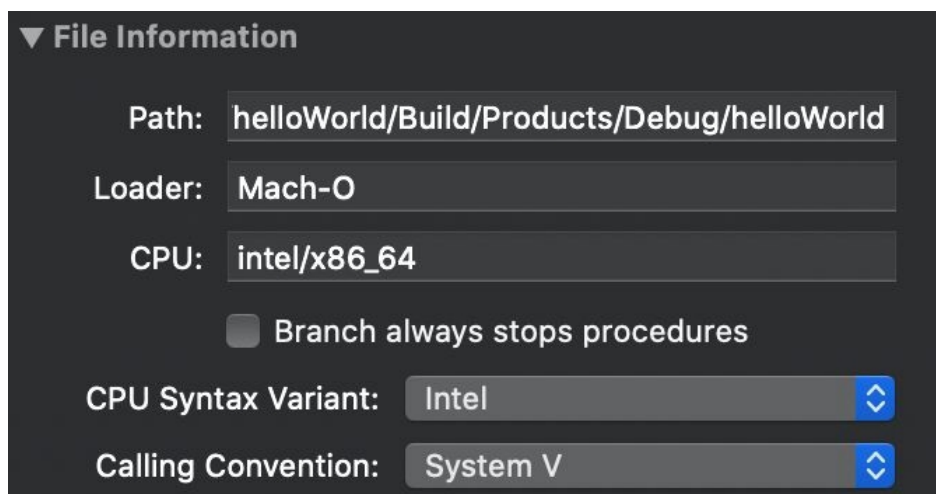 ▼ File Information
Path: helloWorld/Build/Products/Debug/helloWorld
Loader: Mach-O
CPU: intel/x86_64
Branch always stops procedures
CPU Syntax Variant: Intel
Calling Convention: System V